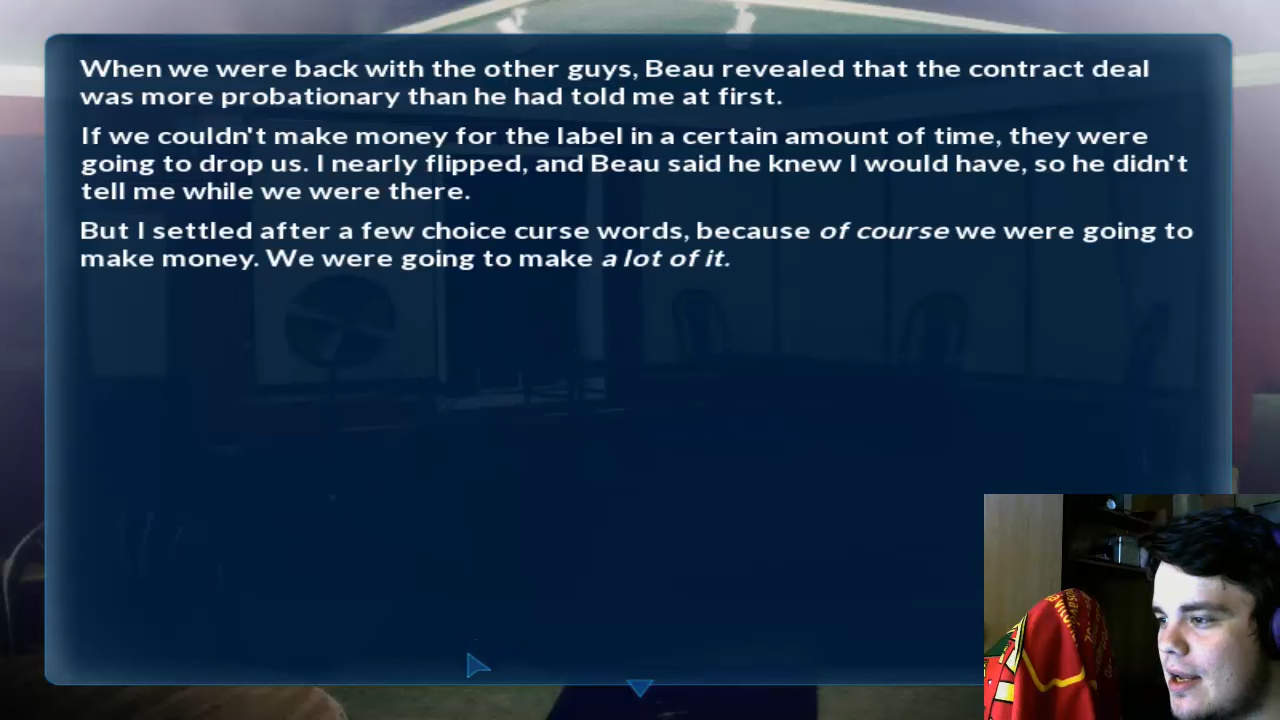 When we were back with the other guys, Beau revealed that the contract deal
was more probationary than he had told me at first.
If we couldn't make money for the label in a certain amount of time, they were
going to drop us. I nearly flipped, and Beau said he knew I would have, so he didn't
tell me while we were there.
But I settled after a few choice curse words, because of course we were going to
make money. We were going to make a lot of it.